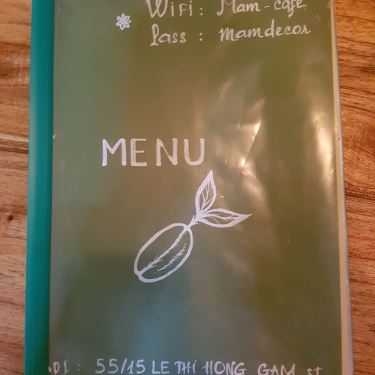 WIFI : Mam-cafe
Pass : mamdecor
MENU
55/15 LE THI HONG GAM ST